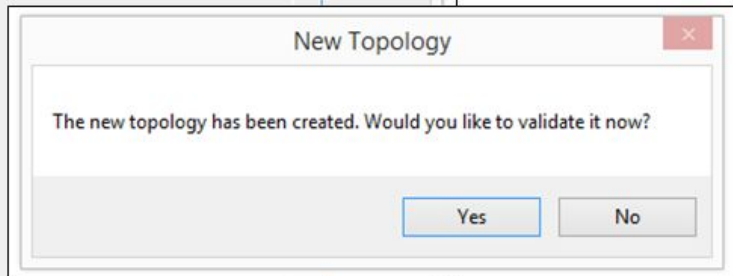 New Topology
The new topology has been created. Would you like to validate it now?
Yes
No